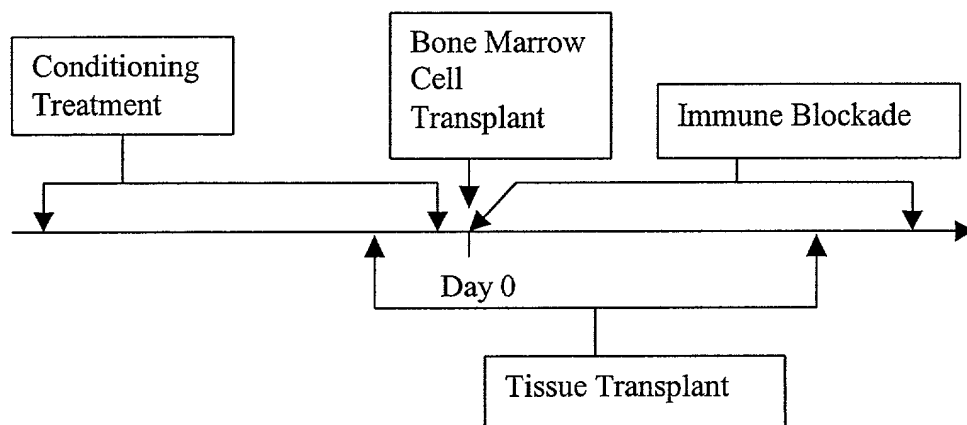 Conditioning
Treatment
Bone Marrow
Cell
Transplant
Immune Blockade
Day 0
Tissue Transplant